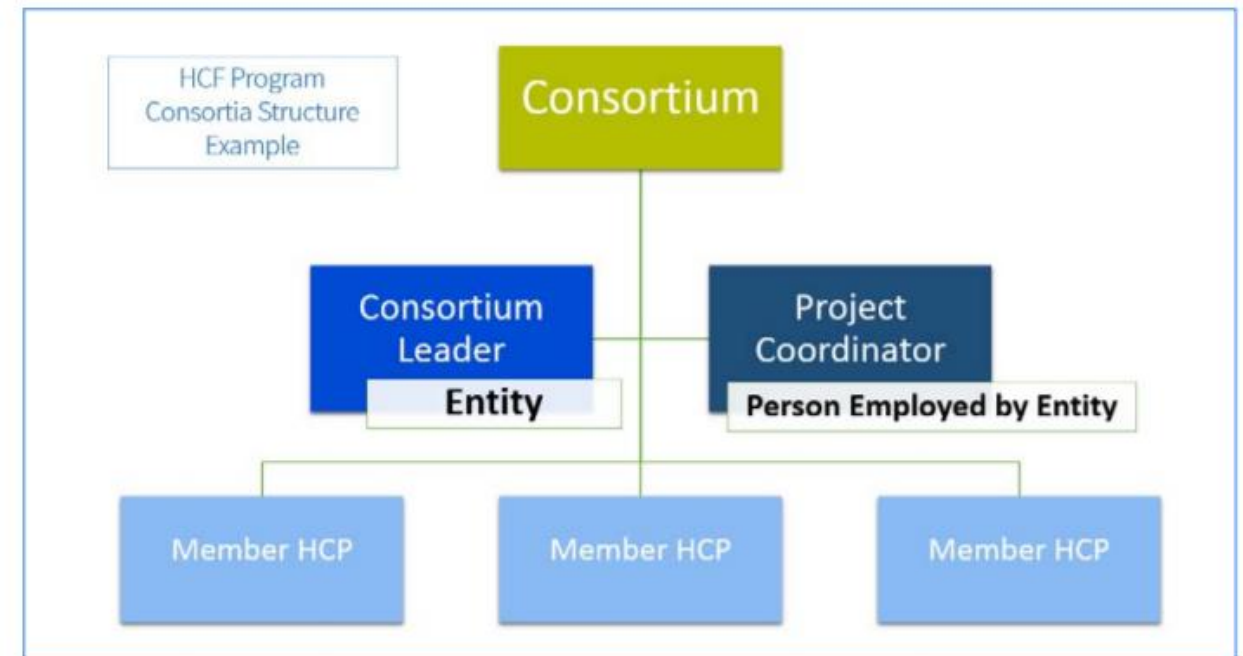 HCF Program
Consortia Structure
Example
Consortium
Consortium
Leader
Entity
Project
Coordinator
Person Employed by Entity
Member HCP
Member HCP
Member HCP